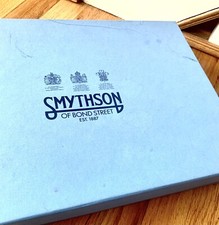 SMYTHSON
OF BOND STREET
EST. 1887